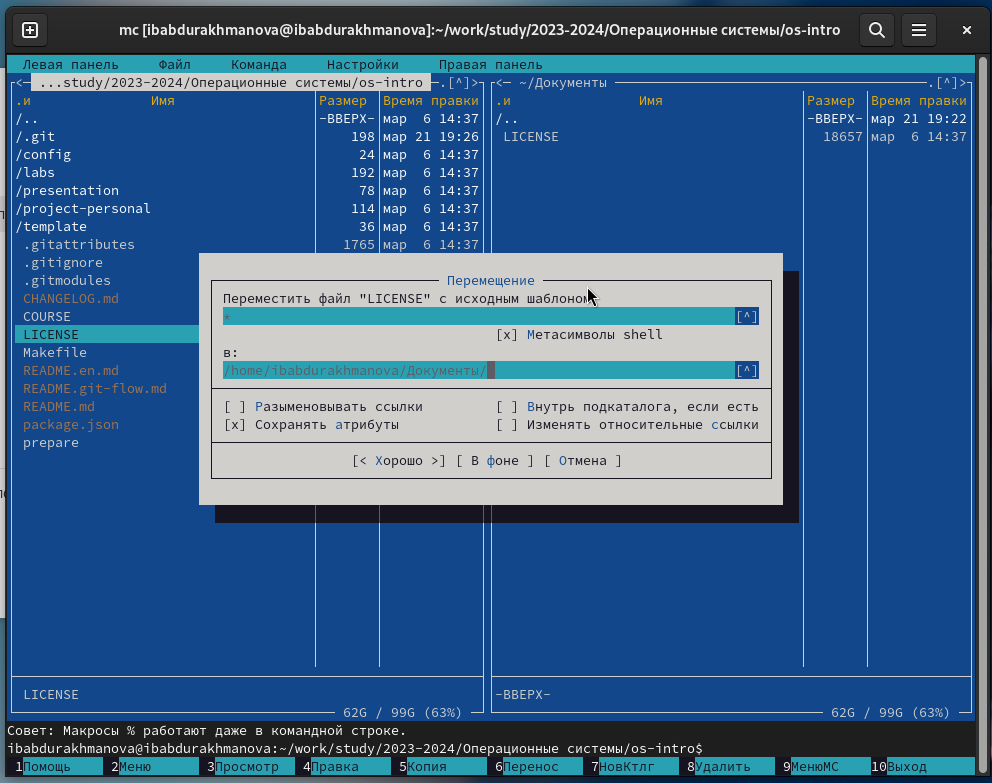 mc [ibabdurakhmanova@ibabdurakhmanova]:~/work/study/2023-2024/Операционные системы/os-intro
Левая панель Файл Команда Настройки Правая панель
<— ...study/2023-2024/Операционные системы/os-intro —.[^]> <— ~/Документы —.[^]>
.и Имя Размер Время правки .и Имя Размер Время правки
/.. -ВВЕРХ- мар 6 14:37 /.. -ВВЕРХ- мар 21 19:22
/.git 198 мар 21 19:26 LICENSE 18657 мар 6 14:37
/config 24 мар 6 14:37
/labs 192 мар 6 14:37
/presentation 78 мар 6 14:37
/project-personal 114 мар 6 14:37
/template 36 мар 6 14:37
.gitattributes 1765 мар 6 14:37
.gitignore
.gitmodules
CHANGELOG.md
COURSE
LICENSE
Makefile
README.en.md
README.git-flow.md
README.md
package.json
prepare
Перемещение
Переместить файл "LICENSE" с исходным шаблоном
* [^]
[x] Метасимволы shell
в:
/home/ibabdurakhmanova/Документы/ [^]
[ ] Разыменовывать ссылки [ ] Внутрь подкаталога, если есть
[x] Сохранять атрибуты [ ] Изменять относительные ссылки
[< Хорошо >] [ В фоне ] [ Отмена ]
LICENSE -ВВЕРХ-
62G / 99G (63%) 62G / 99G (63%)
Совет: Макросы % работают даже в командной строке.
ibabdurakhmanova@ibabdurakhmanova:~/work/study/2023-2024/Операционные системы/os-intro$
1Помощь 2Меню 3Просмотр 4Правка 5Копия 6Перенос 7НовКтлг 8Удалить 9МенюMC 10Выход